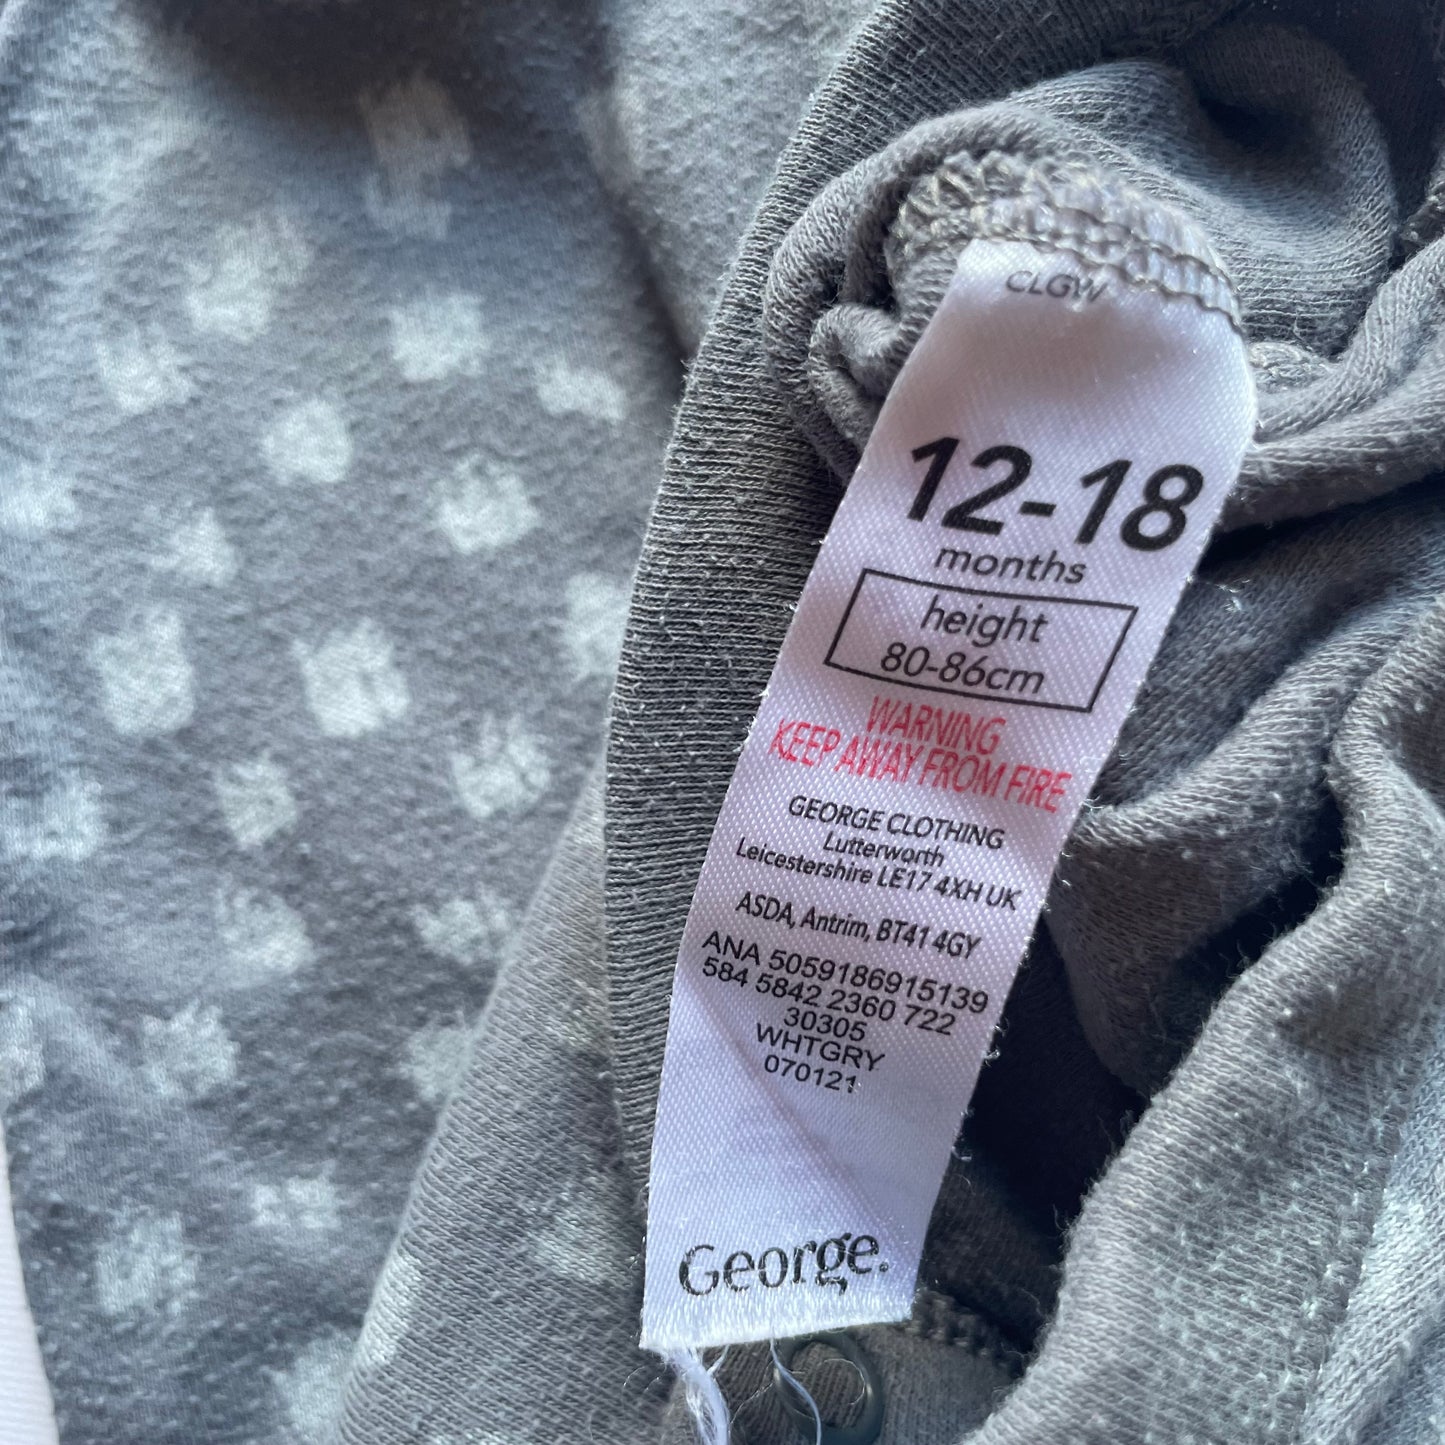 CLGW
12-18
months
height
80-86cm
WARNING
KEEP AWAY FROM FIRE
GEORGE CLOTHING
Lutterworth
Leicestershire LE17 4XH UK
ASDA, Antrim, BT41 4GY
ANA 5059186915139
584 5842 2360 722
30305
WHTGRY
070121
George.